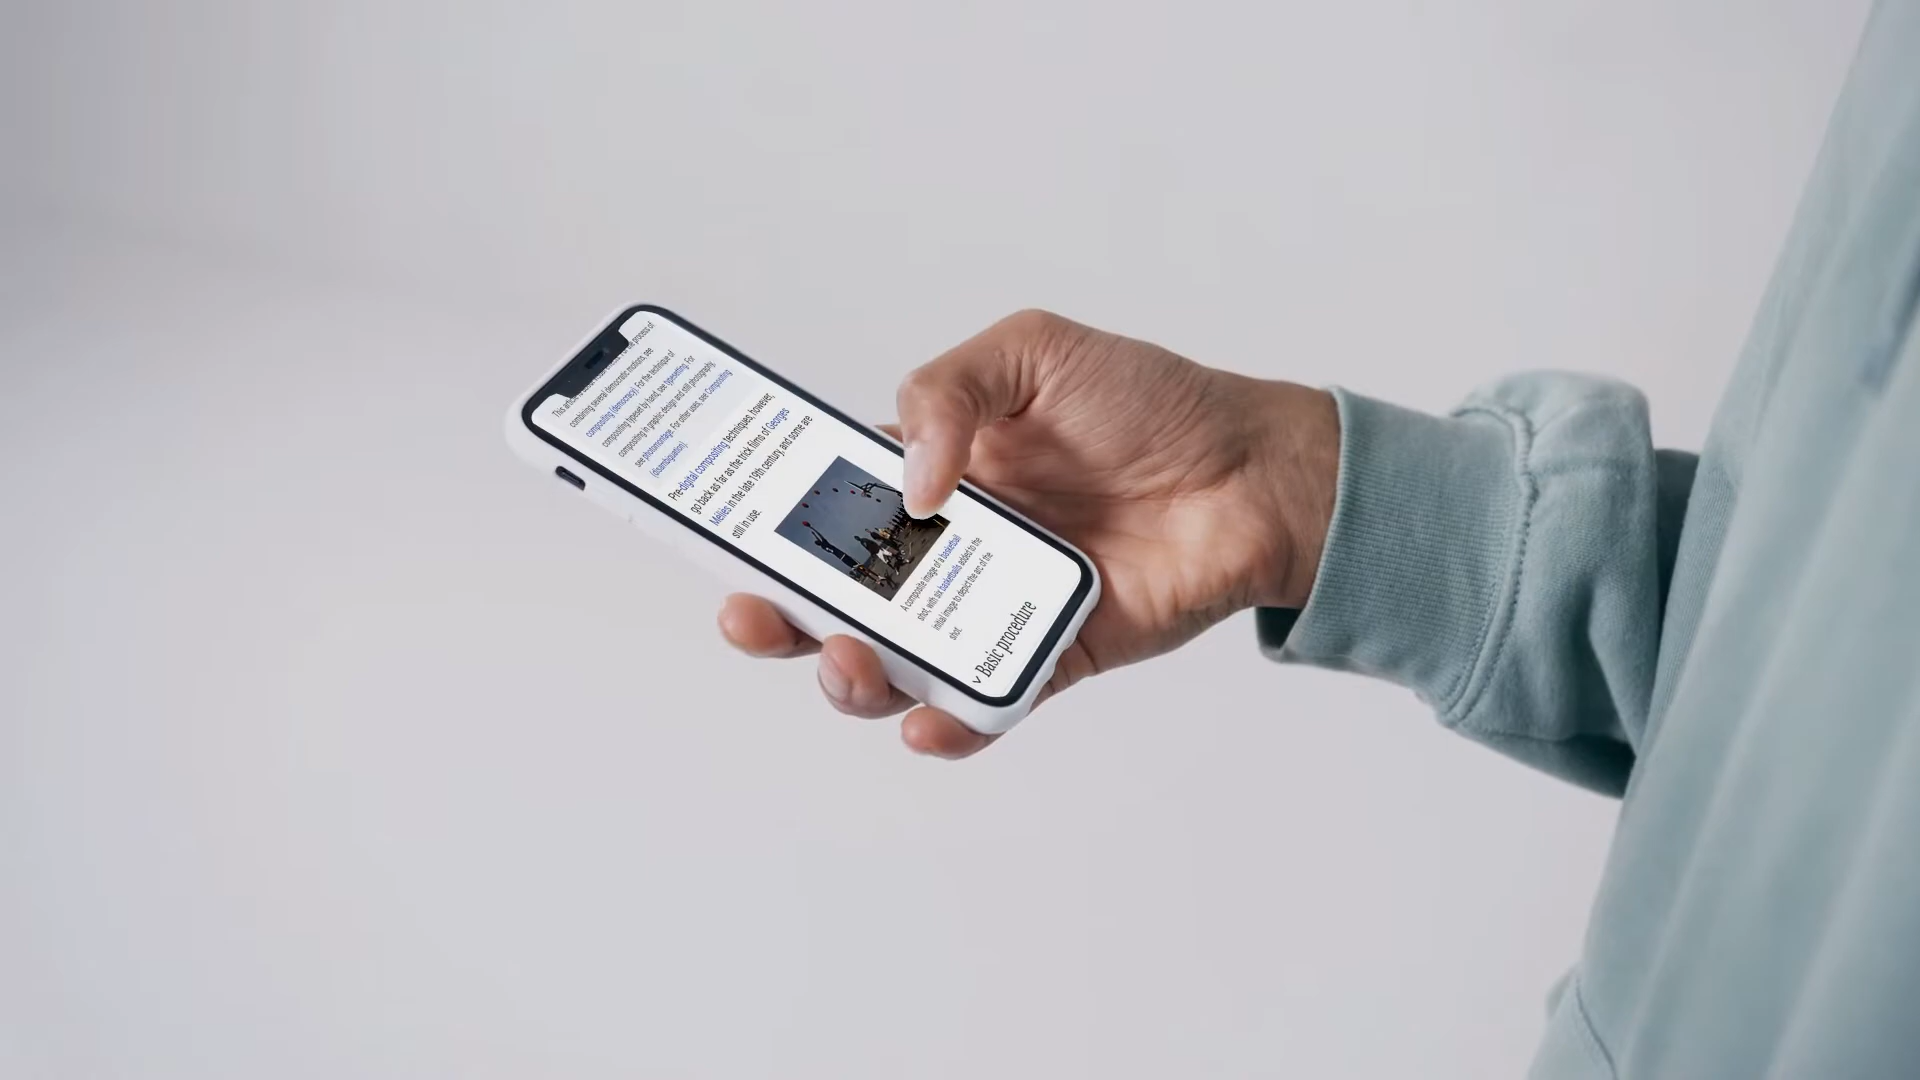 This article is about the process of
combining several democratic motions, see
compositing (democracy). For the technique of
compositing typeset by hand, see typesetting. For
compositing in graphic design and still photography,
see photomontage. For other uses, see Compositing
(disambiguation).
Pre-digital compositing techniques, however,
go back as far as the trick films of Georges
Méliès in the late 19th century, and some are
still in use.
A composite image of a basketball
shot, with six basketballs added to the
initial image to depict the arc of the
shot.
Basic procedure